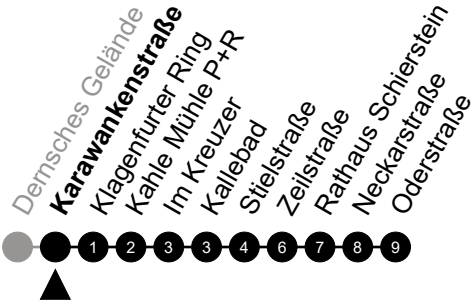 Dernsches Gelände
Karawankenstraße
Klagenfurter Ring
Kahle Mühle P+R
Im Kreuzer
Kallebad
Stielstraße
Zeilstraße
Rathaus Schierstein
Neckarstraße
Oderstraße
1 2 3 3 4 6 7 8 9